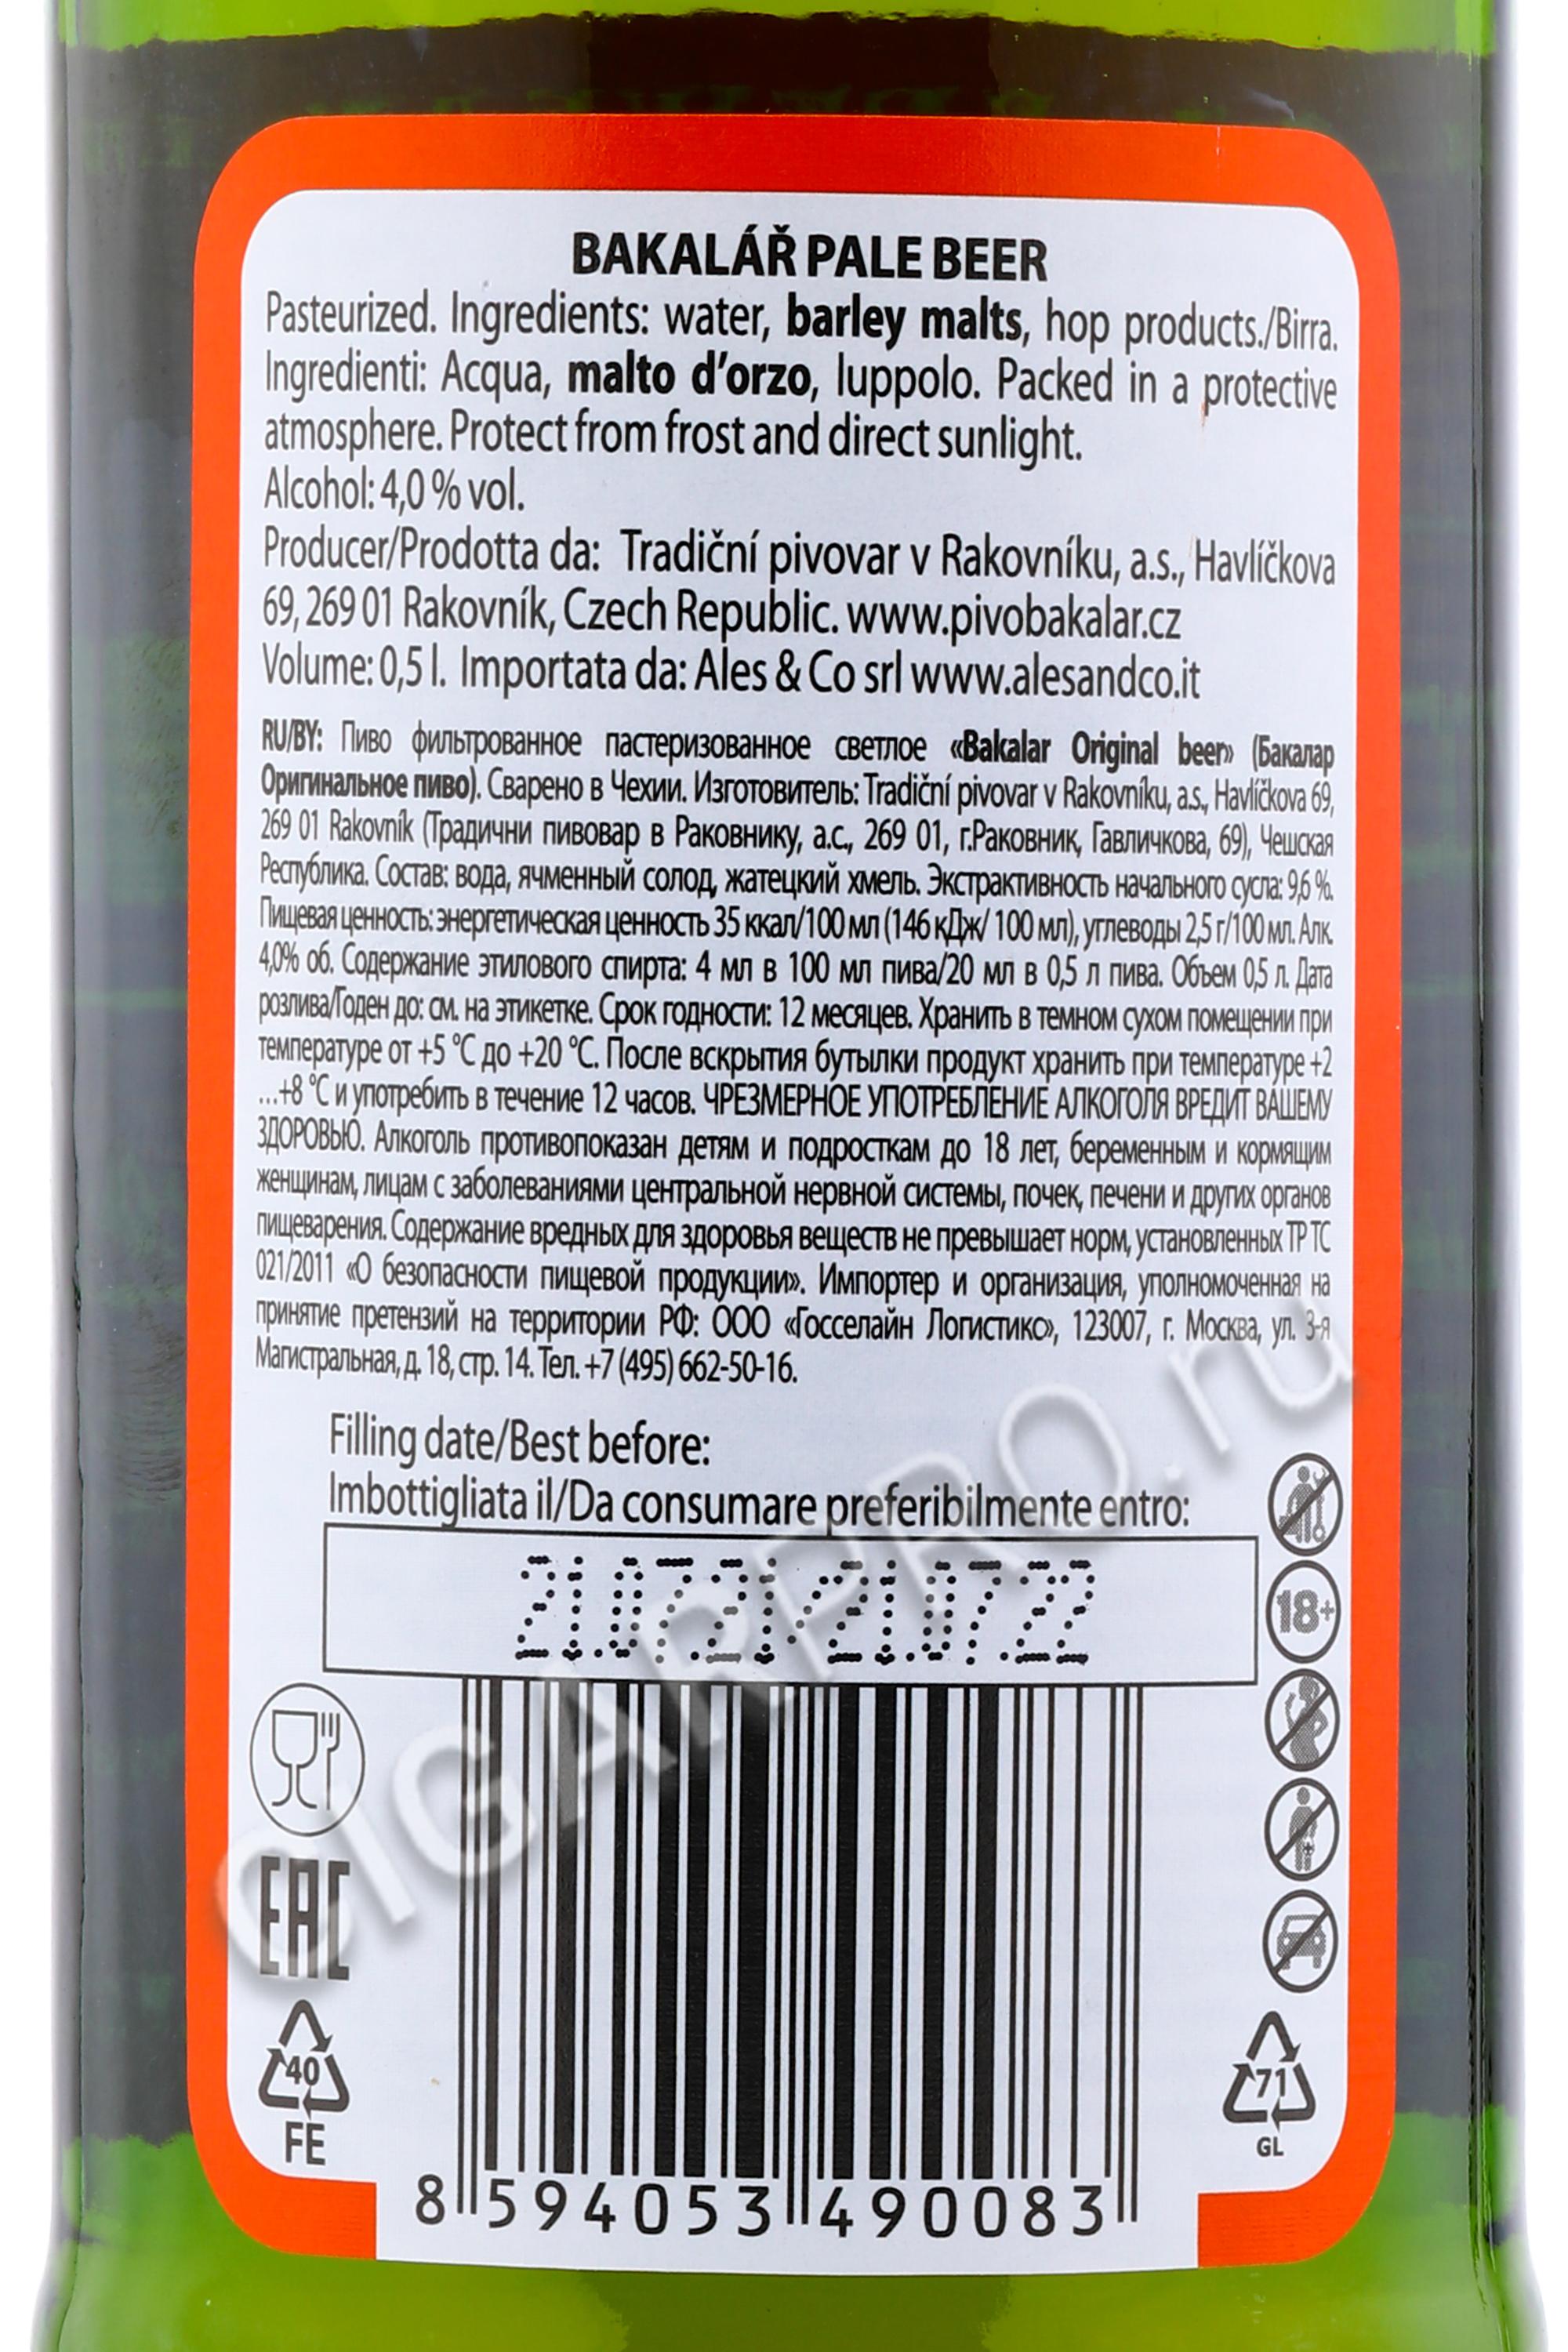 BAKALÁŘ PALE BEER
Pasteurized. Ingredients: water, barley malts, hop products./Birra.
Ingredienti: Acqua, malto d'orzo, luppolo. Packed in a protective
atmosphere. Protect from frost and direct sunlight.
Alcohol: 4,0 % vol.
Producer/Prodotta da: Tradiční pivovar v Rakovníku, a.s., Havlíčkova
69, 269 01 Rakovník, Czech Republic. www.pivobakalar.cz
Volume: 0,5 l. Importata da: Ales & Co srl www.alesandco.it
RU/BY: Пиво фильтрованное пастеризованное светлое «Bakalar Original beer» (Бакалар
Оригинальное пиво). Сварено в Чехии. Изготовитель: Tradiční pivovar v Rakovníku, a.s., Havlíčkova 69,
269 01 Rakovník (Традични пивовар в Раковнику, а.с., 269 01, г.Раковник, Гавличкова, 69), Чешская
Республика. Состав: вода, ячменный солод, жатецкий хмель. Экстрактивность начального сусла: 9,6 %.
Пищевая ценность: энергетическая ценность 35 ккал/100 мл (146 кДж/ 100 мл), углеводы 2,5 г/100 мл. Алк.
4,0% об. Содержание этилового спирта: 4 мл в 100 мл пива/20 мл в 0,5 л пива. Объем 0,5 л. Дата
розлива/Годен до: см. на этикетке. Срок годности: 12 месяцев. Хранить в темном сухом помещении при
температуре от +5 °С до +20 °С. После вскрытия бутылки продукт хранить при температуре +2
...+8 °С и употребить в течение 12 часов. ЧРЕЗМЕРНОЕ УПОТРЕБЛЕНИЕ АЛКОГОЛЯ ВРЕДИТ ВАШЕМУ
ЗДОРОВЬЮ. Алкоголь противопоказан детям и подросткам до 18 лет, беременным и кормящим
женщинам, лицам с заболеваниями центральной нервной системы, почек, печени и других органов
пищеварения. Содержание вредных для здоровья веществ не превышает норм, установленных ТР ТС
021/2011 «О безопасности пищевой продукции». Импортер и организация, уполномоченная на
принятие претензий на территории РФ: ООО «Госселайн Логистикс», 123007, г. Москва, ул. 3-я
Магистральная, д. 18, стр. 14. Тел. +7 (495) 662-50-16.
Filling date/Best before:
Imbottigliata il/Da consumare preferibilmente entro:
21.07.21/21.07.22
18+
EAC
40
FE
71
GL
8 594053 490083
CIGARPRO.ru